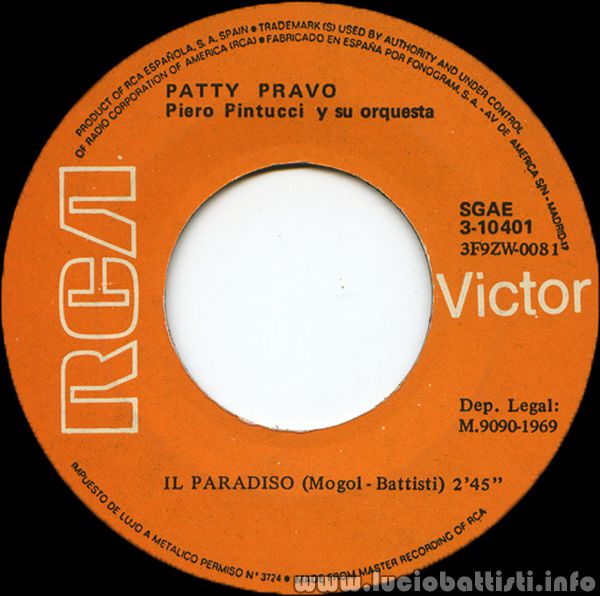 PRODUCT OF RCA ESPAÑOLA, S. A. SPAIN • TRADEMARK (S) USED BY AUTHORITY AND UNDER CONTROL
OF RADIO CORPORATION OF AMERICA (RCA) • FABRICADO EN ESPAÑA POR FONOGRAM, S. A. - AV DE AMERICA S/N - MADRID-17
PATTY PRAVO
Piero Pintucci y su orquesta
RCA
SGAE
3-10401
3F9ZW-0081
Victor
Dep. Legal:
M.9090-1969
IL PARADISO (Mogol - Battisti) 2'45"
IMPUESTO DE LUJO A METALICO PERMISO N° 3724 • MADE FROM MASTER RECORDING OF RCA
www.luciobattisti.info